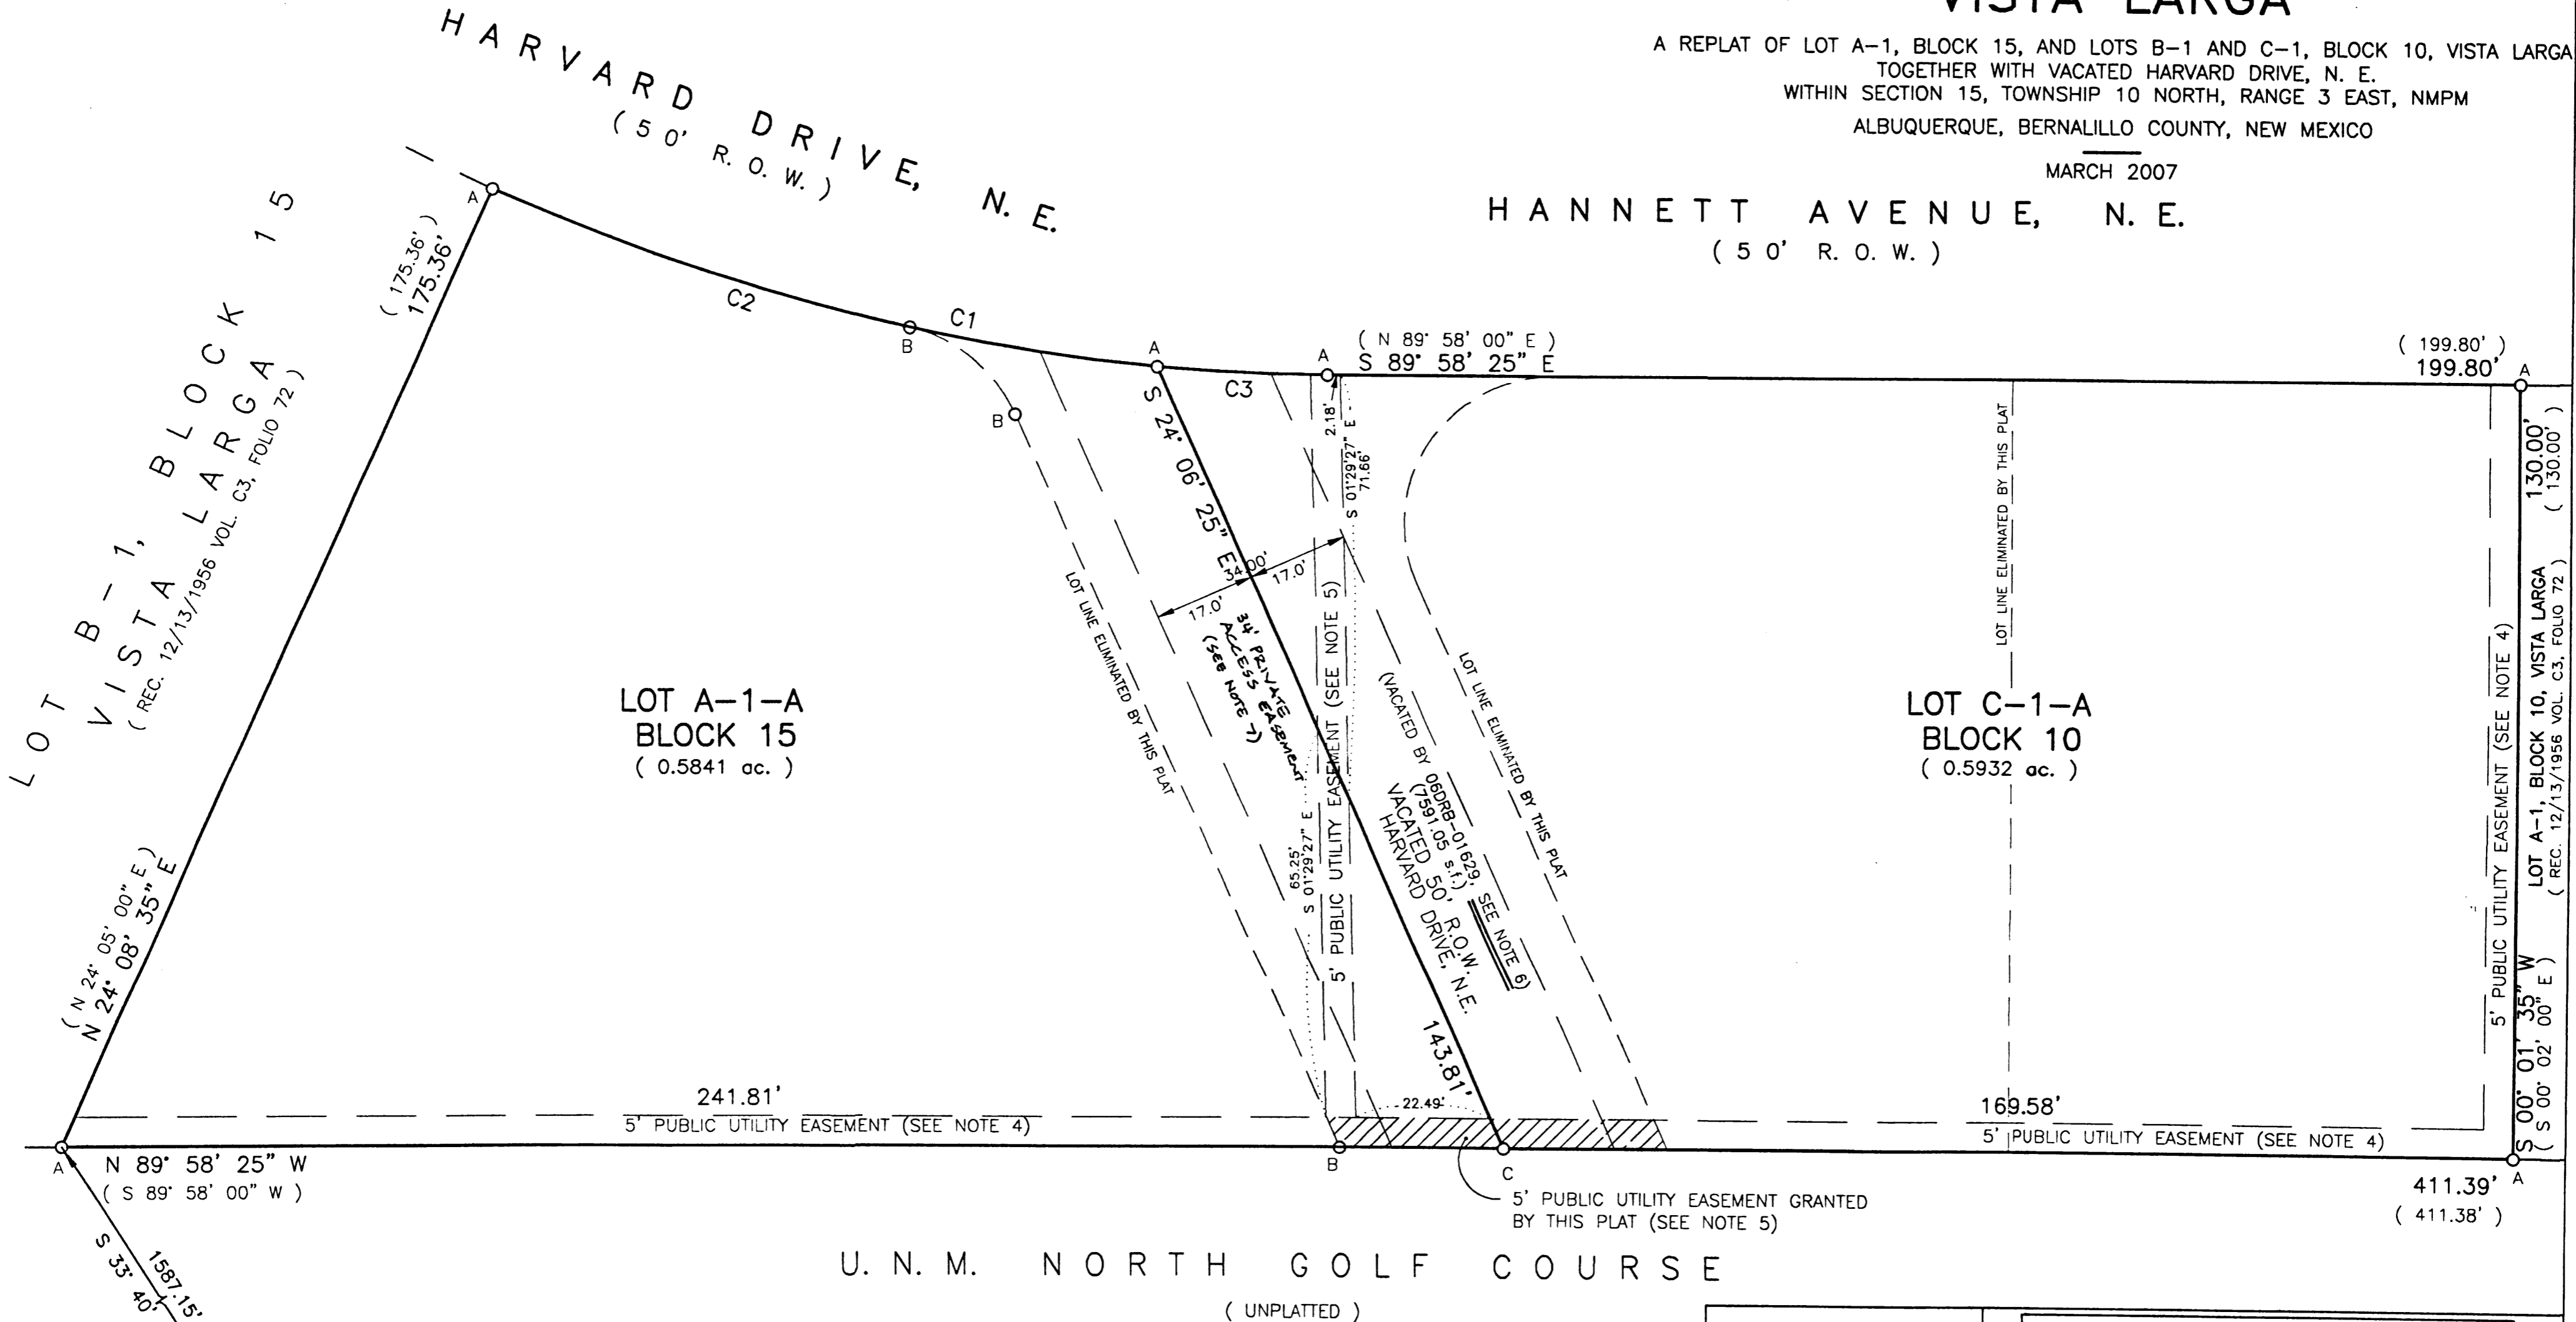 VISTA LARGA
A REPLAT OF LOT A-1, BLOCK 15, AND LOTS B-1 AND C-1, BLOCK 10, VISTA LARGA
TOGETHER WITH VACATED HARVARD DRIVE, N. E.
WITHIN SECTION 15, TOWNSHIP 10 NORTH, RANGE 3 EAST, NMPM
ALBUQUERQUE, BERNALILLO COUNTY, NEW MEXICO
MARCH 2007
HARVARD DRIVE, N. E.
( 50' R. O. W. )
HANNETT AVENUE, N. E.
( 50' R. O. W. )
LOT B-1, BLOCK 15
VISTA LARGA
( REC. 12/13/1956 VOL. C3, FOLIO 72 )
A
( 175.36' )
175.36'
C2
B
C1
B
A
C3
A
( N 89° 58' 00" E )
S 89° 58' 25" E
( 199.80' )
199.80'
A
2.18'
S 01°29'27" E
71.66'
S 24° 06' 25" E
34.00'
17.0'
17.0'
34' PRIVATE
ACCESS EASEMENT
(SEE NOTE 7)
LOT LINE ELIMINATED BY THIS PLAT
5' PUBLIC UTILITY EASEMENT (SEE NOTE 5)
65.25'
S 01°29'27" E
(VACATED BY 06DRB-01629, SEE NOTE 6)
(7591.05 s.f.)
VACATED 50' R.O.W.
HARVARD DRIVE, N.E.
LOT LINE ELIMINATED BY THIS PLAT
LOT LINE ELIMINATED BY THIS PLAT
LOT A-1-A
BLOCK 15
( 0.5841 ac. )
LOT C-1-A
BLOCK 10
( 0.5932 ac. )
130.00'
( 130.00' )
5' PUBLIC UTILITY EASEMENT (SEE NOTE 4)
LOT A-1, BLOCK 10, VISTA LARGA
( REC. 12/13/1956 VOL. C3, FOLIO 72 )
S 00° 01' 35" W
( S 00° 02' 00" E )
( N 24° 05' 00" E )
N 24° 08' 35" E
143.81'
22.49'
241.81'
5' PUBLIC UTILITY EASEMENT (SEE NOTE 4)
169.58'
5' PUBLIC UTILITY EASEMENT (SEE NOTE 4)
A
N 89° 58' 25" W
( S 89° 58' 00" W )
B
C
A
411.39'
( 411.38' )
5' PUBLIC UTILITY EASEMENT GRANTED
BY THIS PLAT (SEE NOTE 5)
1587.15'
S 33° 40'
U. N. M. NORTH GOLF COURSE
( UNPLATTED )